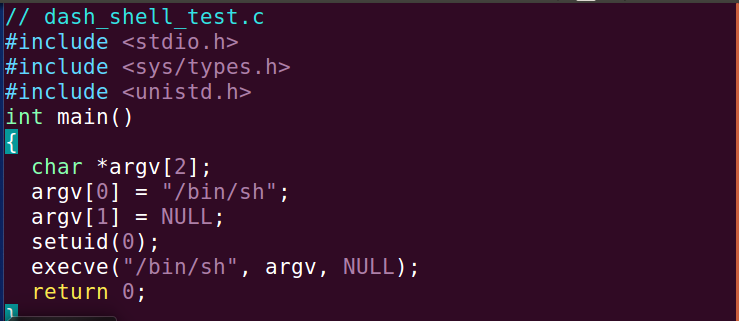 // dash_shell_test.c
#include <stdio.h>
#include <sys/types.h>
#include <unistd.h>
int main()
{
  char *argv[2];
  argv[0] = "/bin/sh";
  argv[1] = NULL;
  setuid(0);
  execve("/bin/sh", argv, NULL);
  return 0;
}